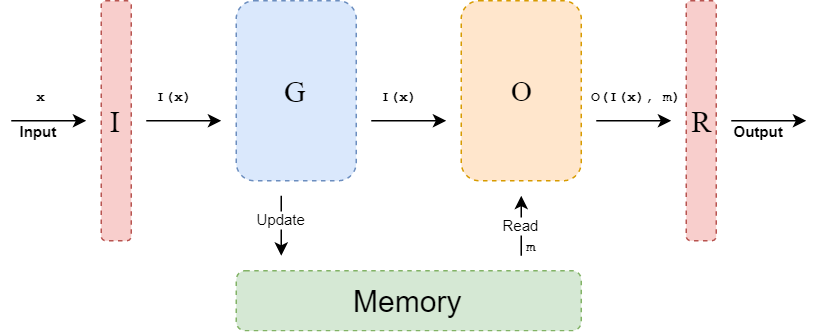 x
I(x)
I(x)
O(I(x), m)
Input
I
G
O
R
Output
Update
Read
m
Memory